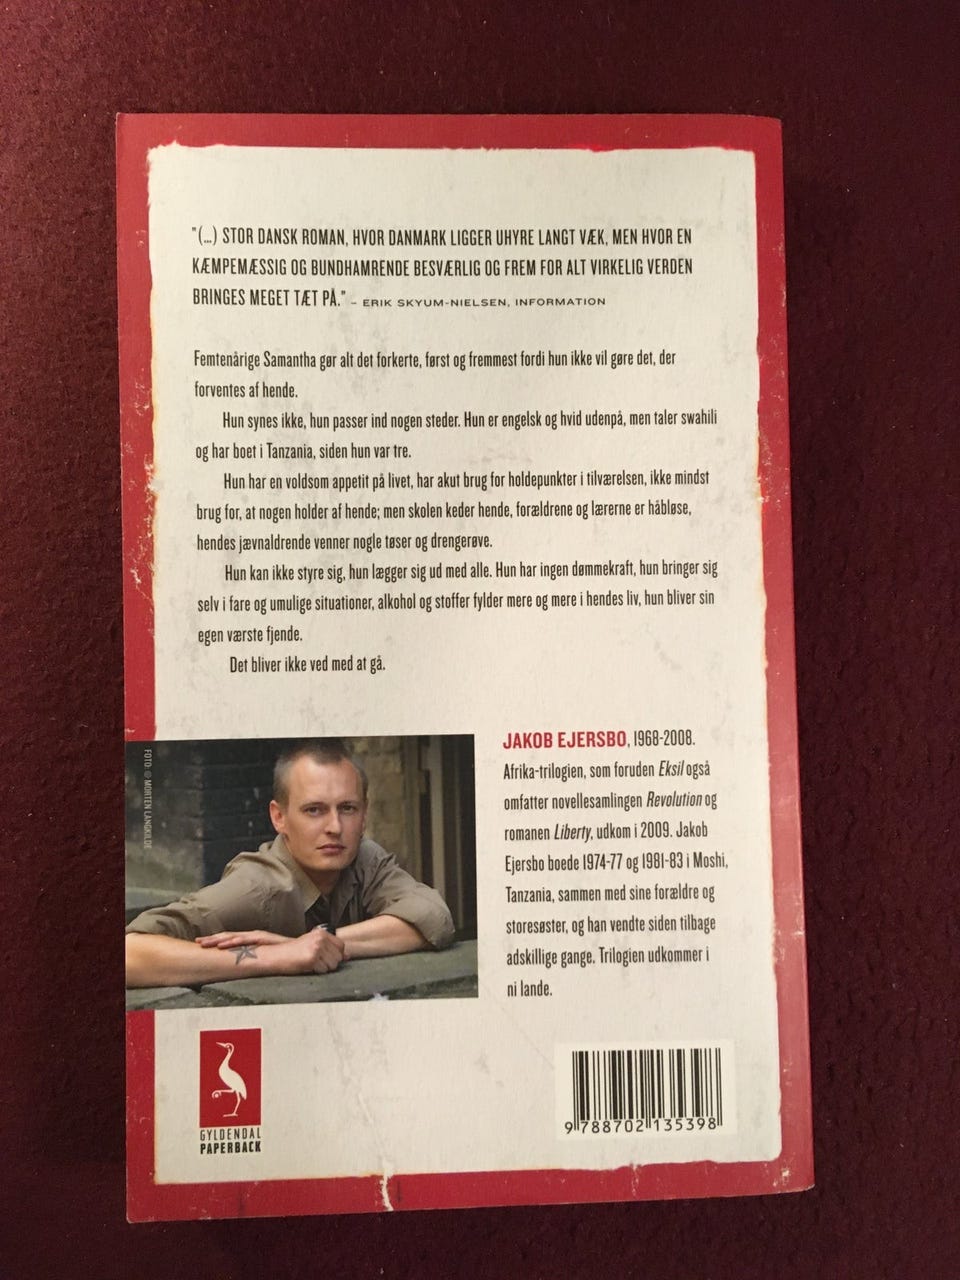 "(...) STOR DANSK ROMAN, HVOR DANMARK LIGGER UHYRE LANGT VÆK, MEN HVOR EN
KÆMPEMÆSSIG OG BUNDHAMRENDE BESVÆRLIG OG FREM FOR ALT VIRKELIG VERDEN
BRINGES MEGET TÆT PÅ." – ERIK SKYUM-NIELSEN, INFORMATION
Femtenårige Samantha gør alt det forkerte, først og fremmest fordi hun ikke vil gøre det, der
forventes af hende.
Hun synes ikke, hun passer ind nogen steder. Hun er engelsk og hvid udenpå, men taler swahili
og har boet i Tanzania, siden hun var tre.
Hun har en voldsom appetit på livet, har akut brug for holdepunkter i tilværelsen, ikke mindst
brug for, at nogen holder af hende; men skolen keder hende, forældrene og lærerne er håbløse,
hendes jævnaldrende venner nogle tøser og drengerøve.
Hun kan ikke styre sig, hun lægger sig ud med alle. Hun har ingen dømmekraft, hun bringer sig
selv i fare og umulige situationer, alkohol og stoffer fylder mere og mere i hendes liv, hun bliver sin
egen værste fjende.
Det bliver ikke ved med at gå.
FOTO: © MORTEN LANGKILDE
JAKOB EJERSBO, 1968-2008.
Afrika-trilogien, som foruden Eksil også
omfatter novellesamlingen Revolution og
romanen Liberty, udkom i 2009. Jakob
Ejersbo boede 1974-77 og 1981-83 i Moshi,
Tanzania, sammen med sine forældre og
storesøster, og han vendte siden tilbage
adskillige gange. Trilogien udkommer i
ni lande.
GYLDENDAL
PAPERBACK
9 788702 135398